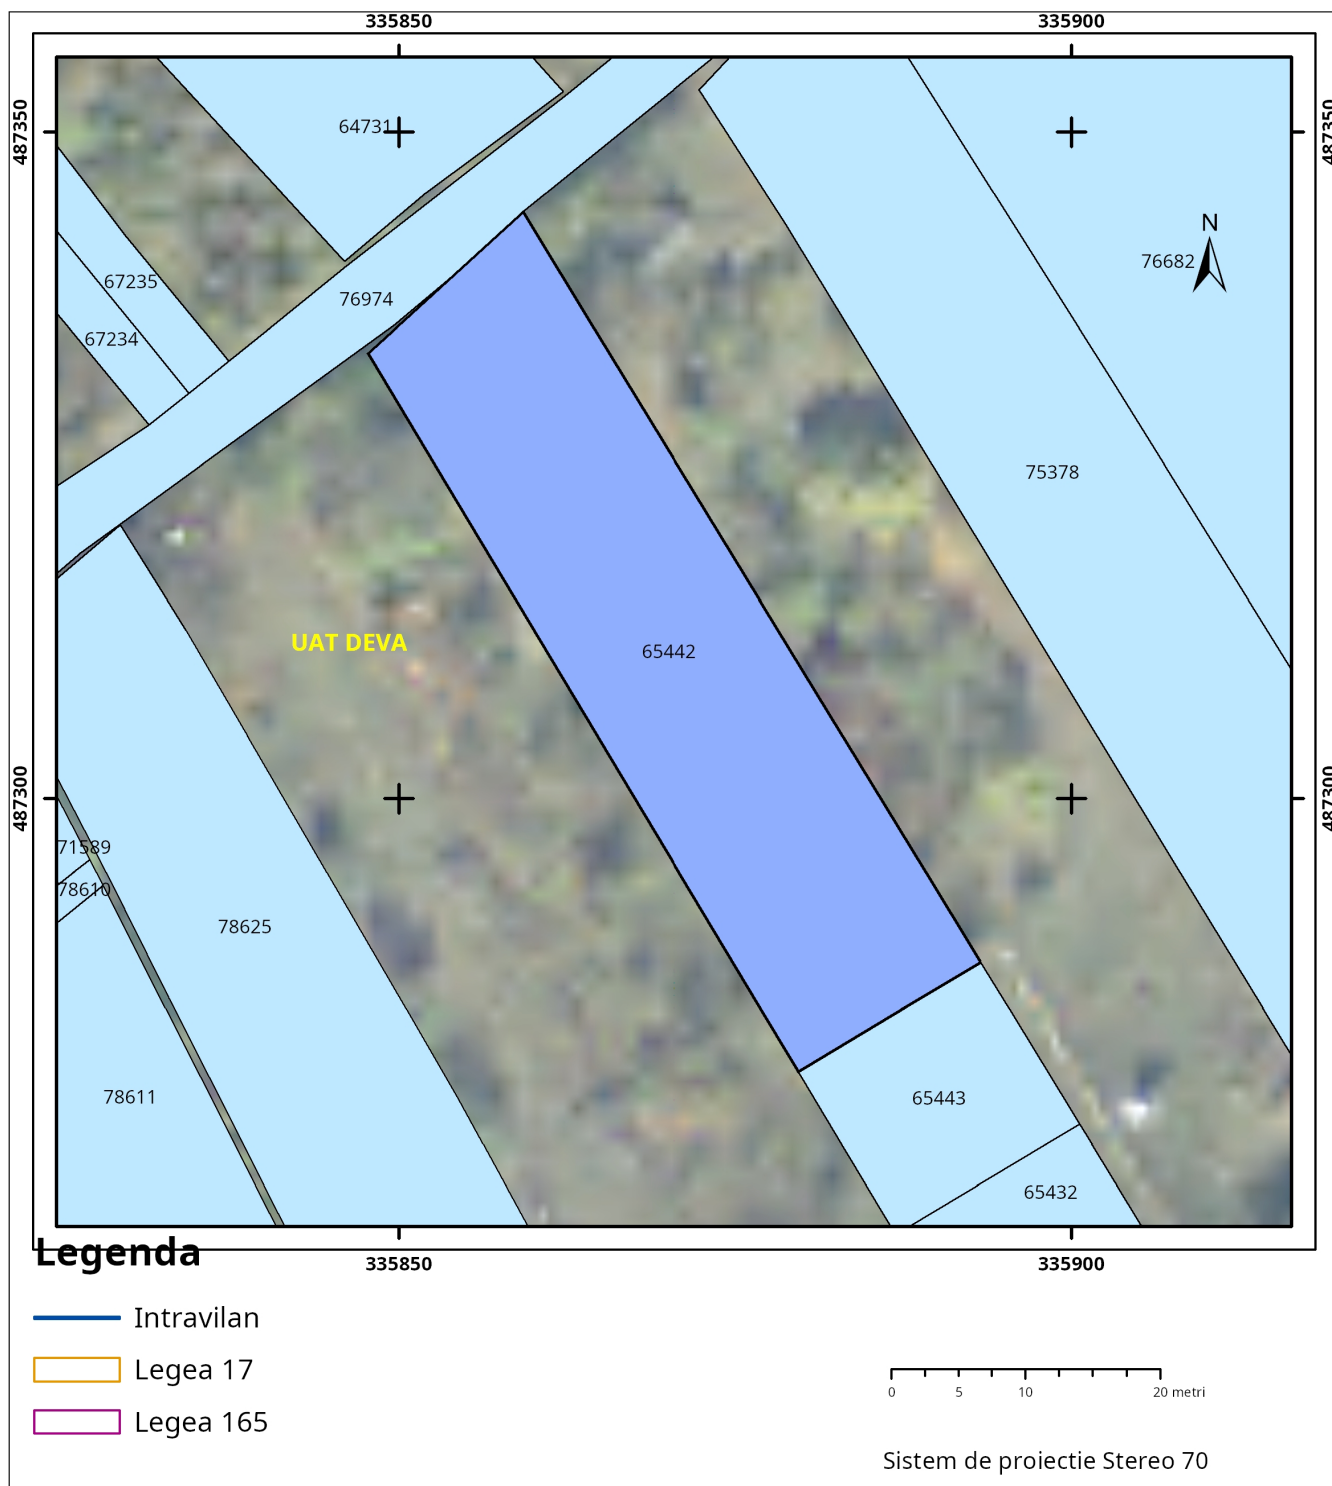 335850 335900
487350
487350
64731
N
76682
67235
76974
67234
75378
UAT DEVA
65442
487300
487300
71589
78610
78625
78611
65443
65432
335850 335900
Legenda
Intravilan
Legea 17
Legea 165
0 5 10 20 metri
Sistem de proiectie Stereo 70